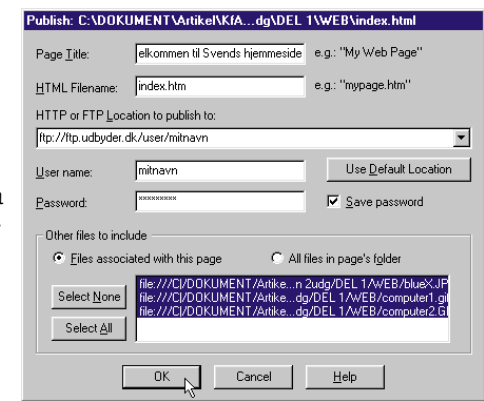 Publish: C:\DOKUMENT\Artikel\KfA...dg\DEL 1\WEB\index.html
Page Title: elkommen til Svends hjemmeside e.g.: "My Web Page"
HTML Filename: index.htm e.g.: "mypage.htm"
HTTP or FTP Location to publish to:
ftp://ftp.udbyder.dk/user/mitnavn
User name: mitnavn Use Default Location
Password: ********* Save password
Other files to include
Files associated with this page All files in page's folder
Select None
Select All
file:///C|/DOKUMENT/Artike...n 2udg/DEL 1/WEB/blueX.JP
file:///C|/DOKUMENT/Artike...dg/DEL 1/WEB/computer1.gif
file:///C|/DOKUMENT/Artike...dg/DEL 1/WEB/computer2.GI
OK Cancel Help